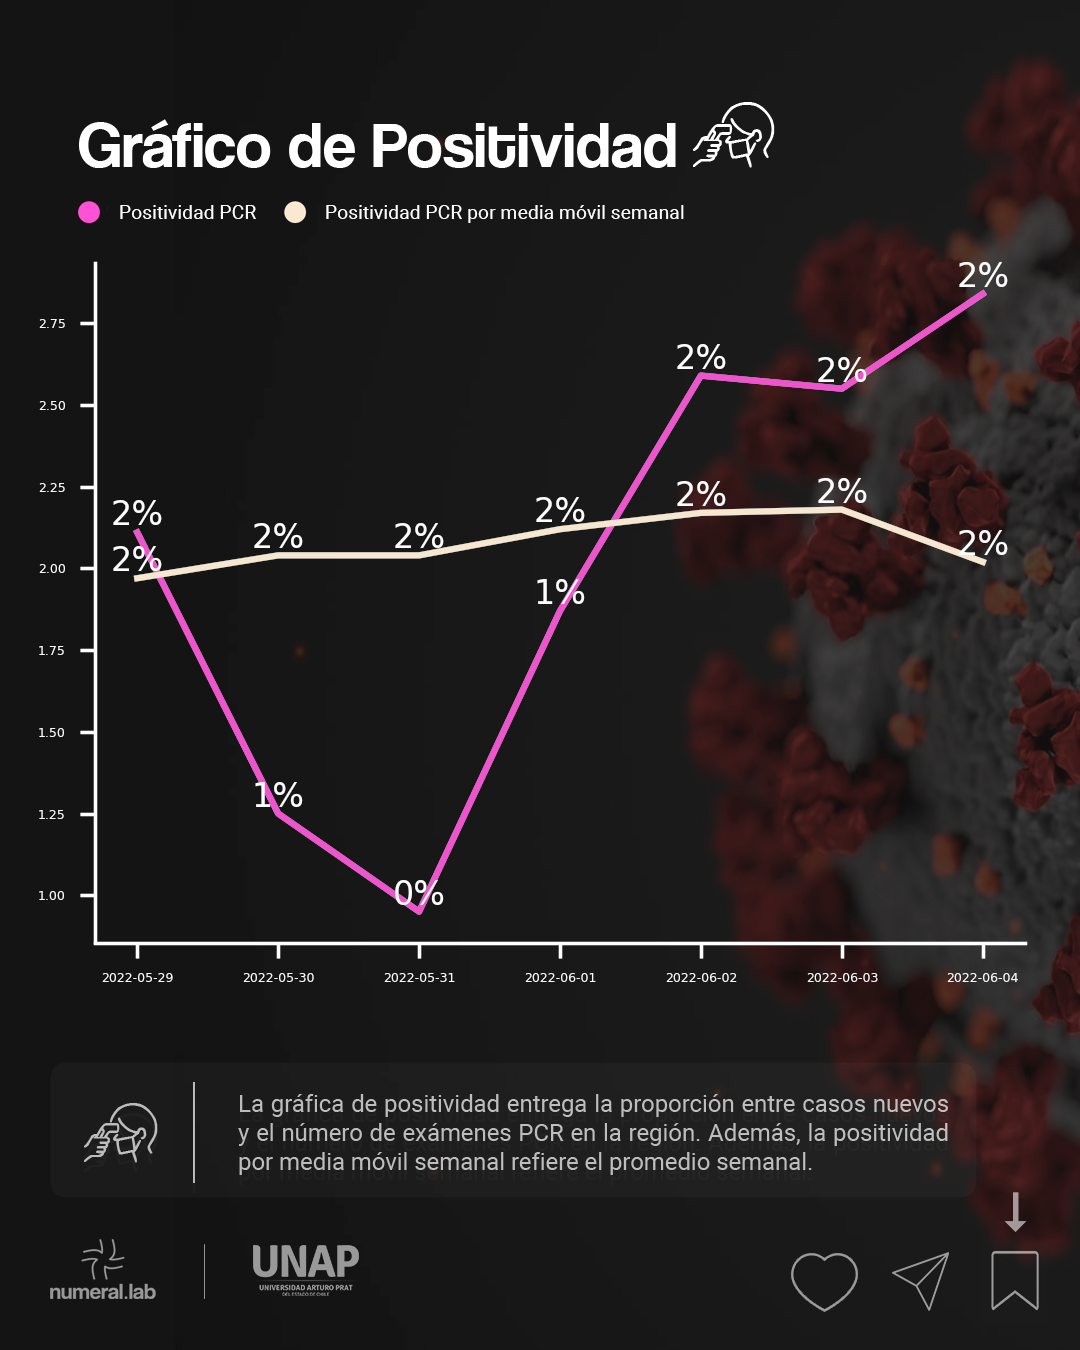 Gráfico de Positividad
Positividad PCR
Positividad PCR por media móvil semanal
2%
2.75
2%
2%
2.50
2.25
2%
2%
2%
2%
2%
2%
2%
2%
2%
2.00
1%
1.75
1.50
1%
1.25
0%
1.00
2022-05-29 2022-05-30 2022-05-31 2022-06-01 2022-06-02 2022-06-03 2022-06-04
La gráfica de positividad entrega la proporción entre casos nuevos
y el número de exámenes PCR en la región. Además, la positividad
por media móvil semanal refiere el promedio semanal.
numeral.lab
UNAP
UNIVERSIDAD ARTURO PRAT
DEL ESTADO DE CHILE